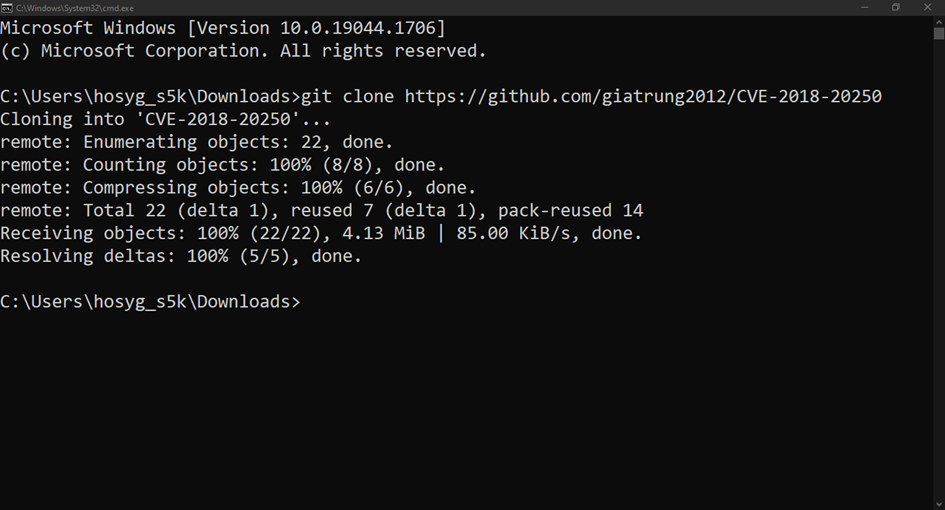 C:\Windows\System32\cmd.exe
Microsoft Windows [Version 10.0.19044.1706]
(c) Microsoft Corporation. All rights reserved.
C:\Users\hosyg_s5k\Downloads>git clone https://github.com/giatrung2012/CVE-2018-20250
Cloning into 'CVE-2018-20250'...
remote: Enumerating objects: 22, done.
remote: Counting objects: 100% (8/8), done.
remote: Compressing objects: 100% (6/6), done.
remote: Total 22 (delta 1), reused 7 (delta 1), pack-reused 14
Receiving objects: 100% (22/22), 4.13 MiB | 85.00 KiB/s, done.
Resolving deltas: 100% (5/5), done.
C:\Users\hosyg_s5k\Downloads>